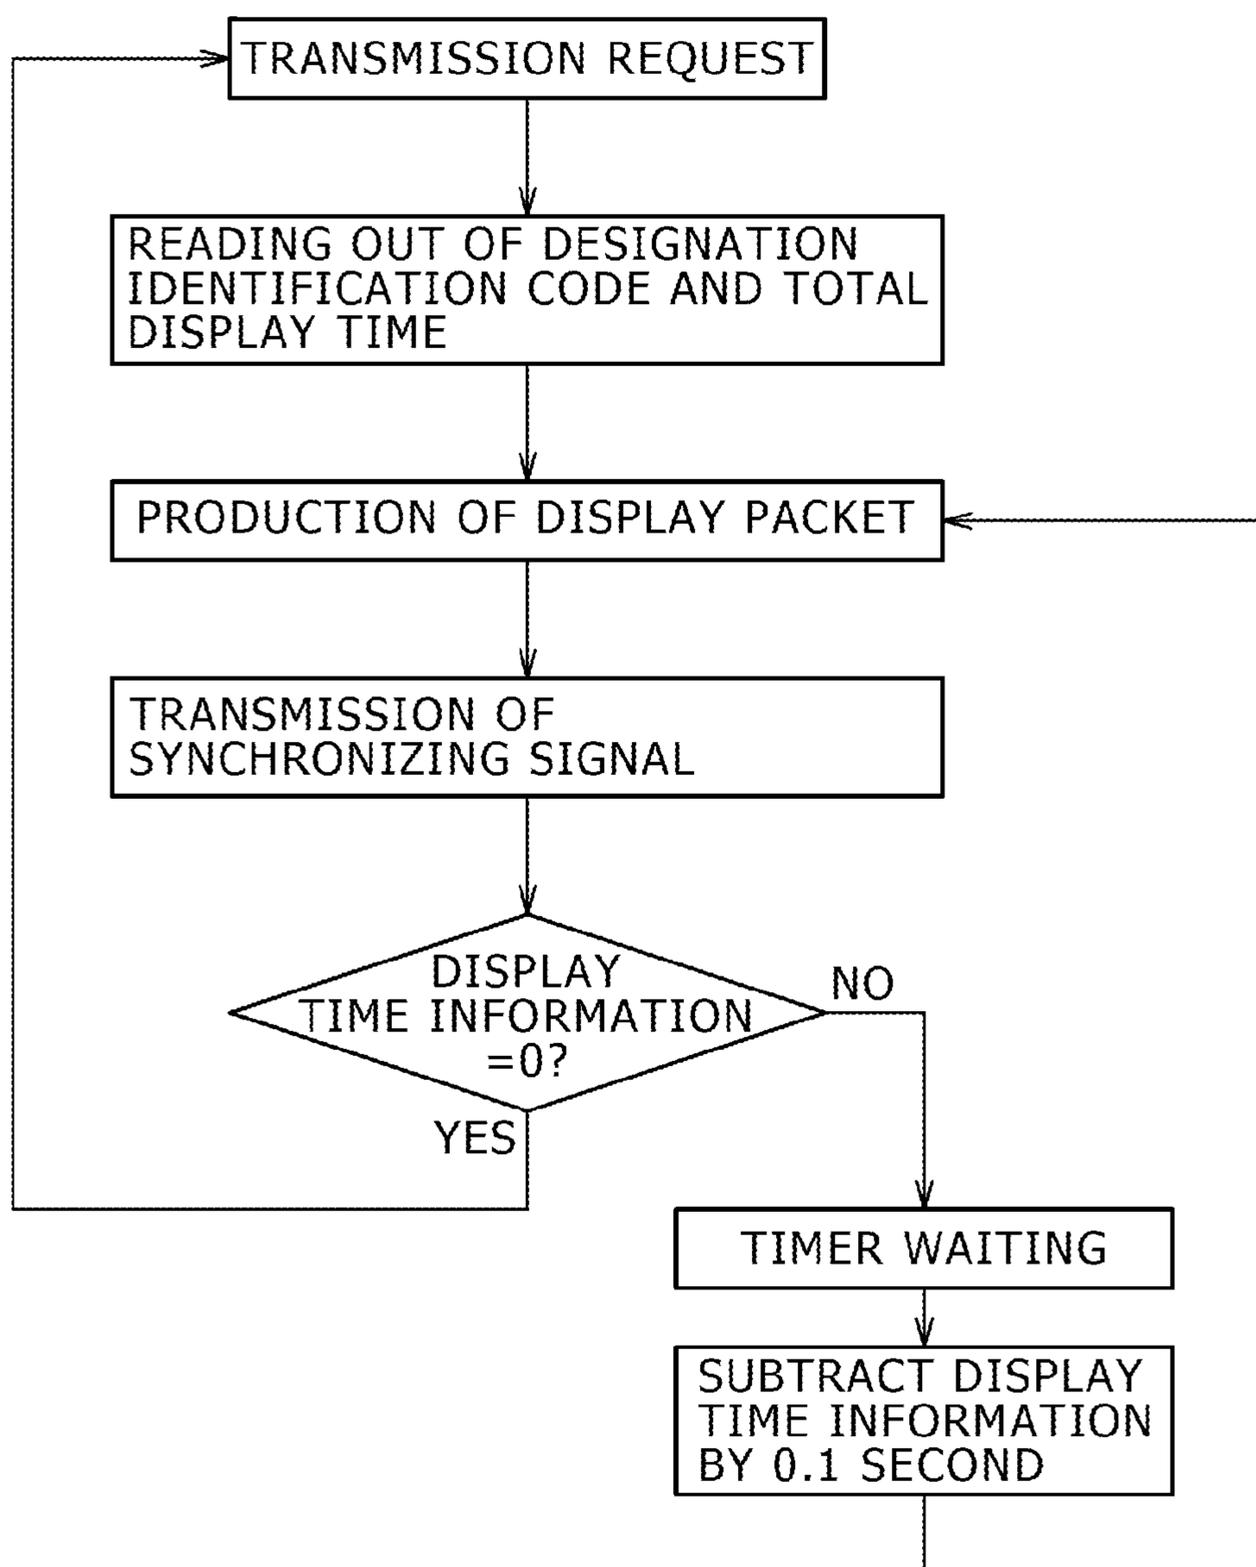 TRANSMISSION REQUEST
READING OUT OF DESIGNATION
IDENTIFICATION CODE AND TOTAL
DISPLAY TIME
PRODUCTION OF DISPLAY PACKET
TRANSMISSION OF
SYNCHRONIZING SIGNAL
DISPLAY
TIME INFORMATION
=0?
NO
YES
TIMER WAITING
SUBTRACT DISPLAY
TIME INFORMATION
BY 0.1 SECOND